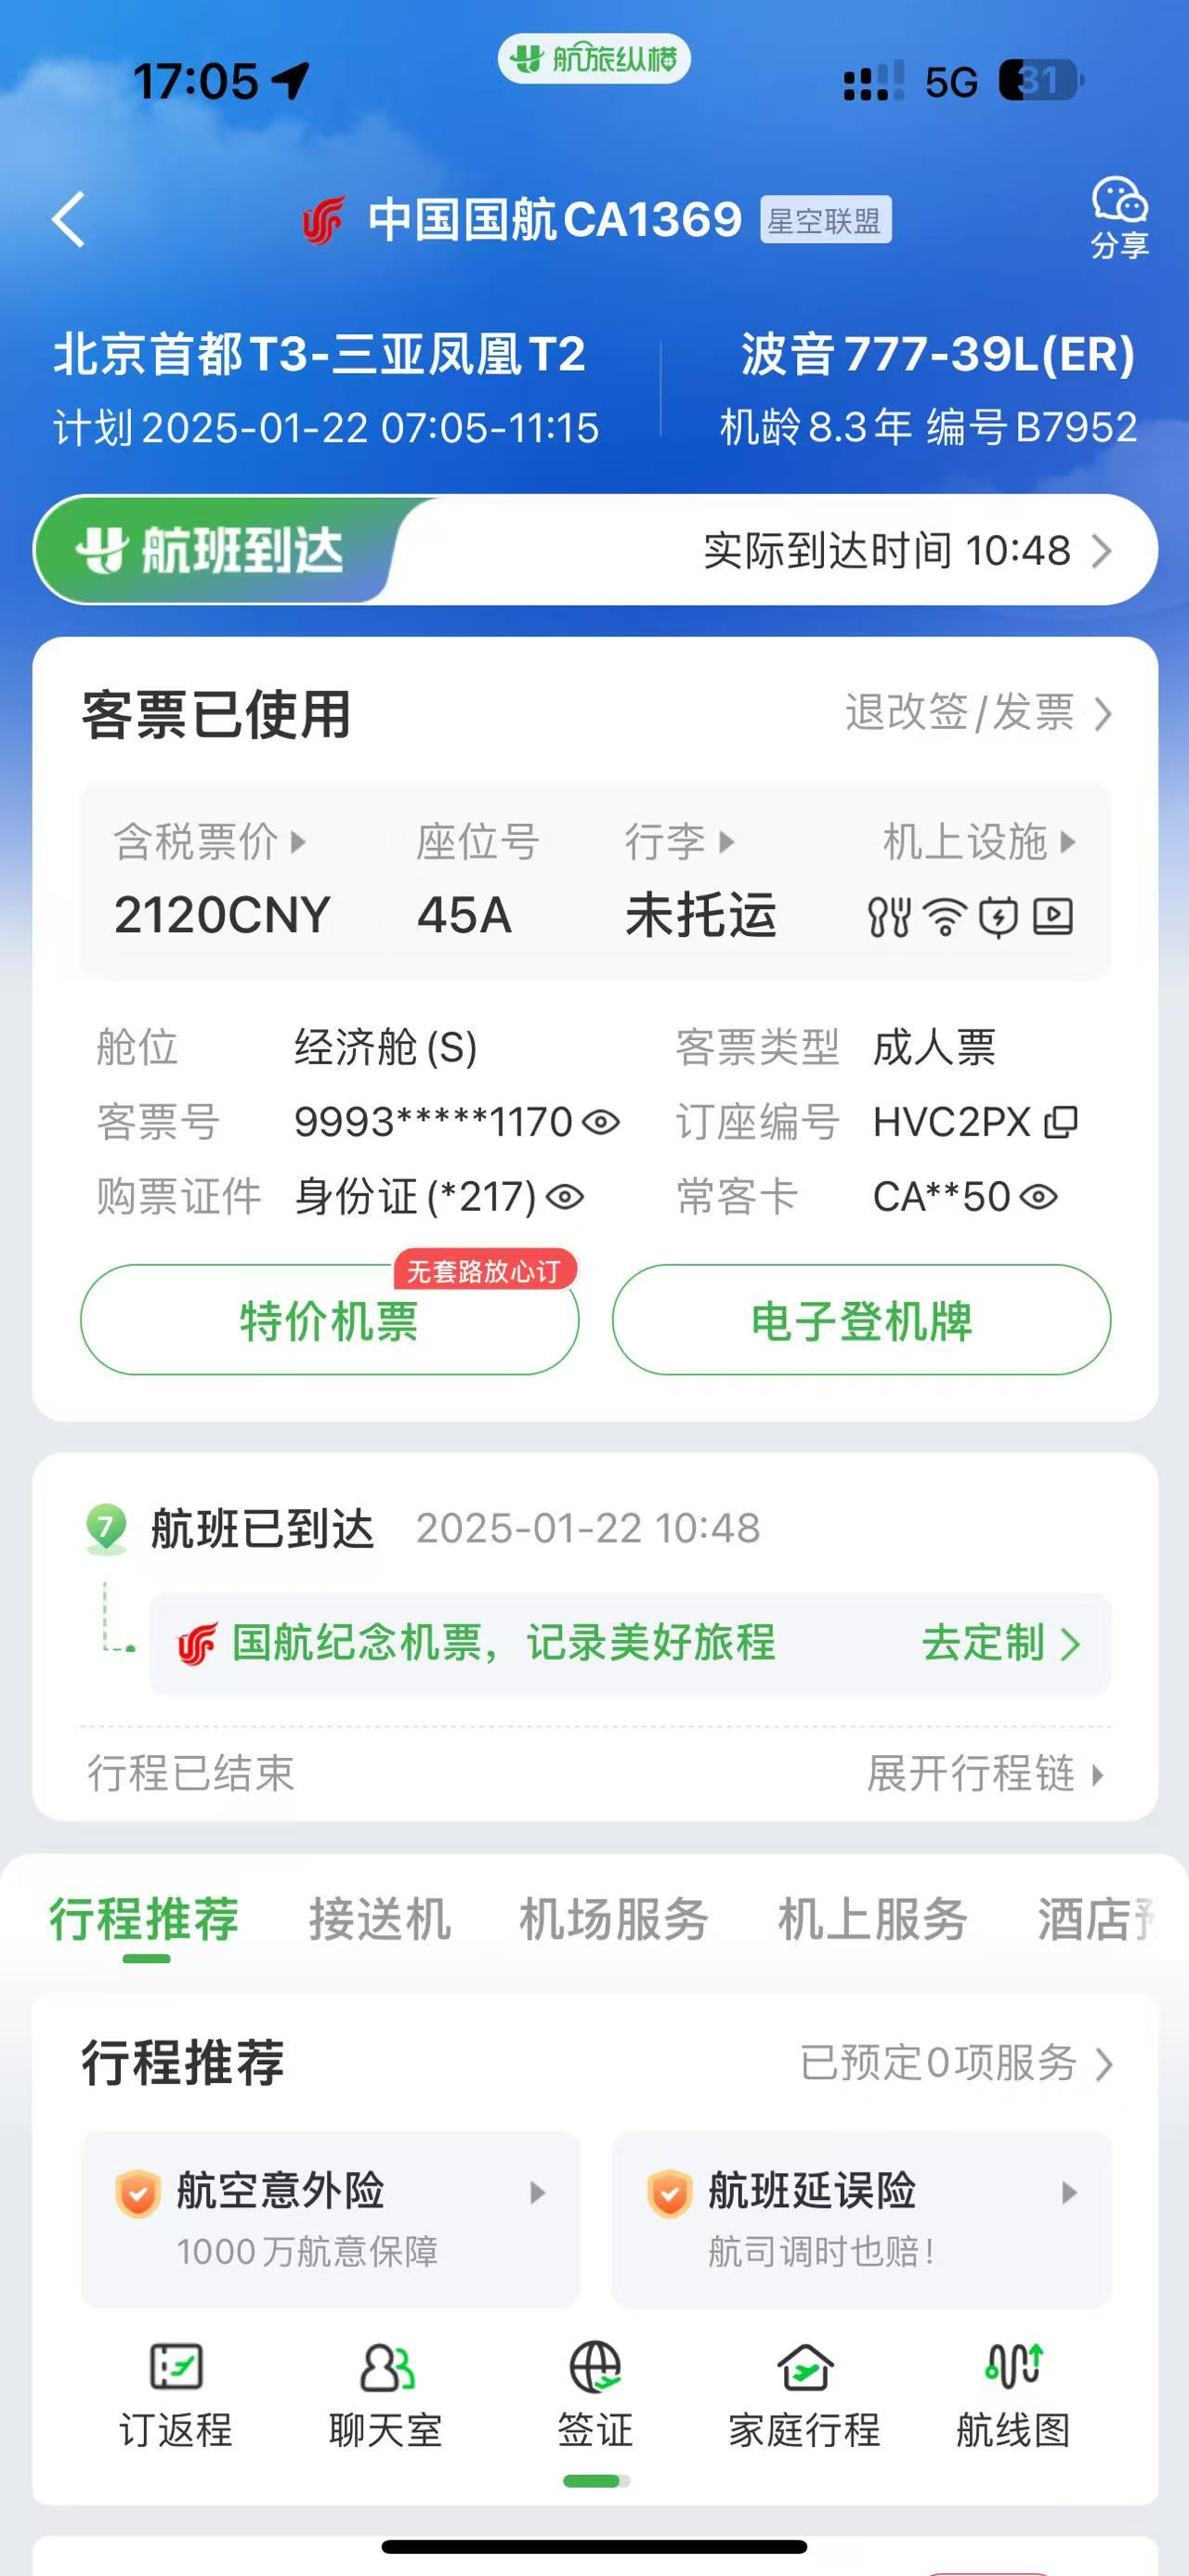 航旅纵横
17:05
5G
31
中国国航CA1369 星空联盟
分享
北京首都T3-三亚凤凰T2
波音777-39L(ER)
计划2025-01-22 07:05-11:15
机龄8.3年 编号B7952
航班到达
实际到达时间 10:48
客票已使用
退改签/发票
含税票价 座位号 行李 机上设施
2120CNY 45A 未托运
舱位 经济舱(S) 客票类型 成人票
客票号 9993*****1170 订座编号 HVC2PX
购票证件 身份证(*217) 常客卡 CA**50
无套路放心订
特价机票 电子登机牌
7 航班已到达 2025-01-22 10:48
国航纪念机票，记录美好旅程 去定制
行程已结束 展开行程链
行程推荐 接送机 机场服务 机上服务 酒店
行程推荐 已预定0项服务
航空意外险 航班延误险
1000万航意保障 航司调时也赔！
订返程 聊天室 签证 家庭行程 航线图